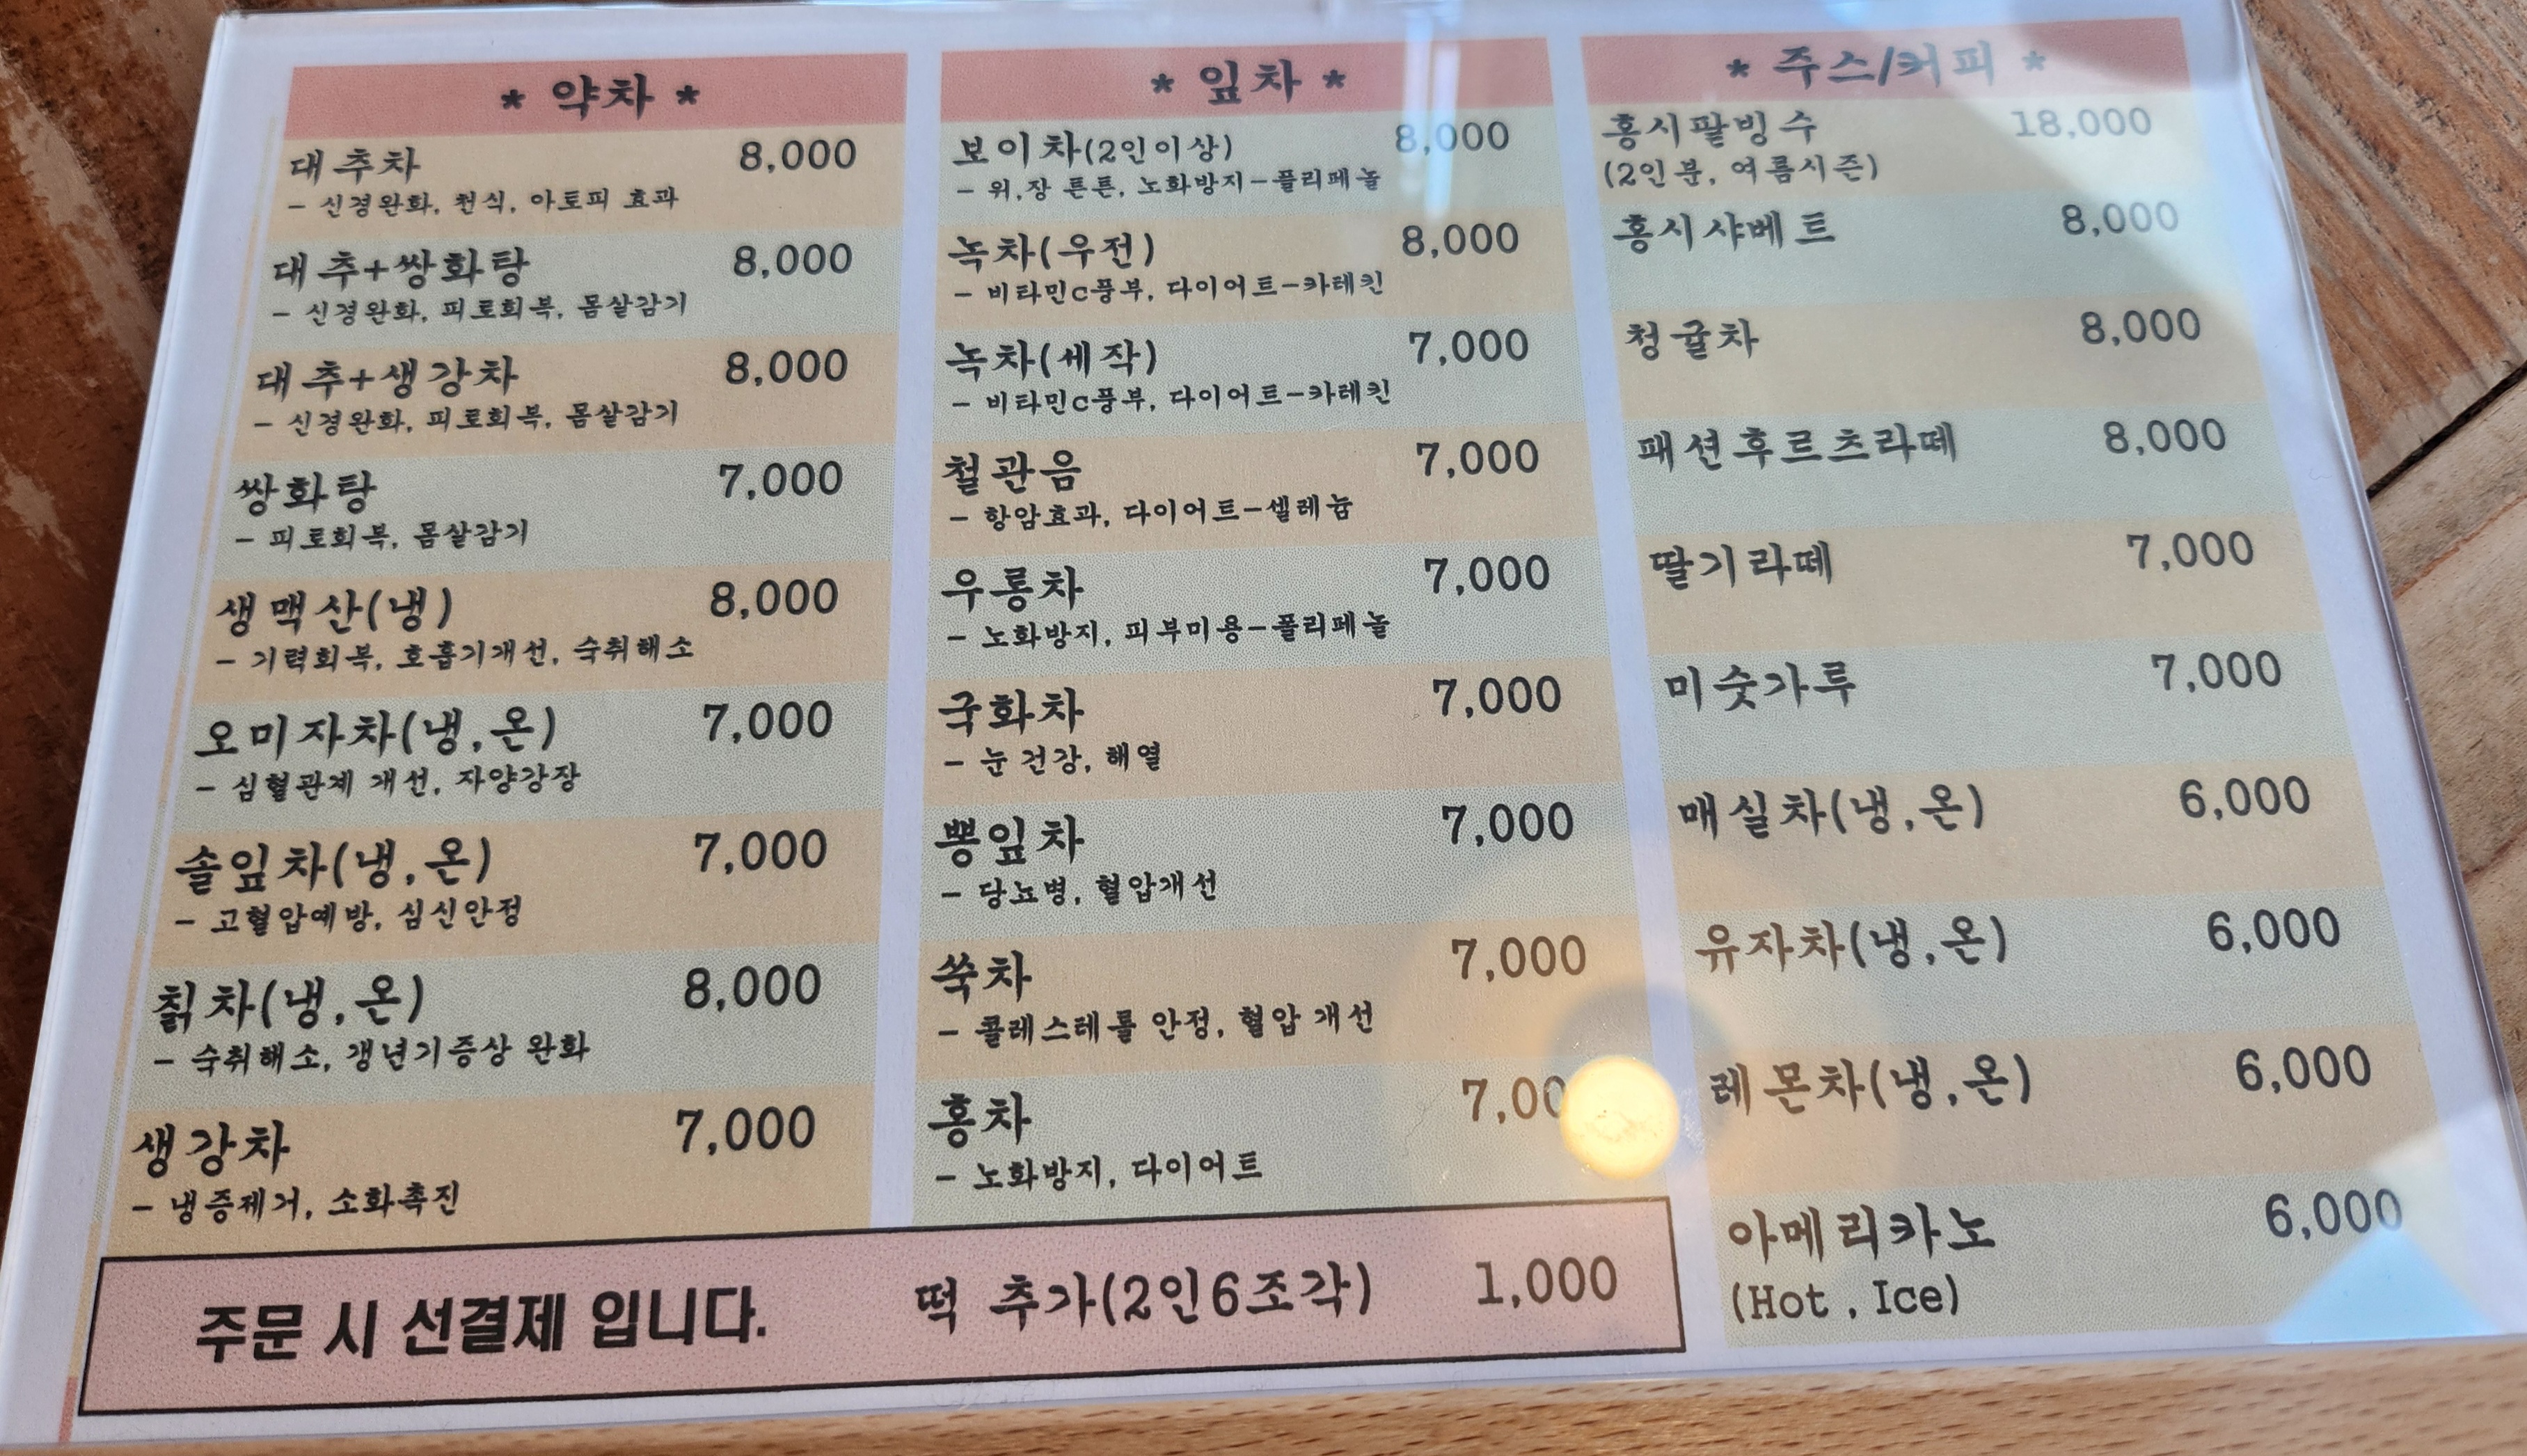 * 약차 *
대추차 8,000
- 신경완화, 천식, 아토피 효과
대추+쌍화탕 8,000
- 신경완화, 피로회복, 몸살감기
대추+생강차 8,000
- 신경완화, 피로회복, 몸살감기
쌍화탕 7,000
- 피로회복, 몸살감기
생맥산(냉) 8,000
- 기력회복, 호흡기개선, 숙취해소
오미자차(냉,온) 7,000
- 심혈관계 개선, 자양강장
솔잎차(냉,온) 7,000
- 고혈압예방, 심신안정
칡차(냉,온) 8,000
- 숙취해소, 갱년기증상 완화
생강차 7,000
- 냉증제거, 소화촉진
* 잎차 *
보이차(2인이상) 8,000
- 위,장 튼튼, 노화방지-플리페놀
녹차(우전) 8,000
- 비타민c풍부, 다이어트-카테킨
녹차(세작) 7,000
- 비타민c풍부, 다이어트-카테킨
철관음 7,000
- 항암효과, 다이어트-셀레늄
우롱차 7,000
- 노화방지, 피부미용-폴리페놀
국화차 7,000
- 눈 건강, 해열
뽕잎차 7,000
- 당뇨병, 혈압개선
쑥차 7,000
- 콜레스테롤 안정, 혈압 개선
홍차 7,00
- 노화방지, 다이어트
* 주스/커피 *
홍시팥빙수 18,000
(2인분, 여름시즌)
홍시샤베트 8,000
청귤차 8,000
패션후르츠라떼 8,000
딸기라떼 7,000
미숫가루 7,000
매실차(냉,온) 6,000
유자차(냉,온) 6,000
레몬차(냉,온) 6,000
아메리카노 6,000
(Hot , Ice)
주문 시 선결제 입니다. 떡 추가(2인6조각) 1,000